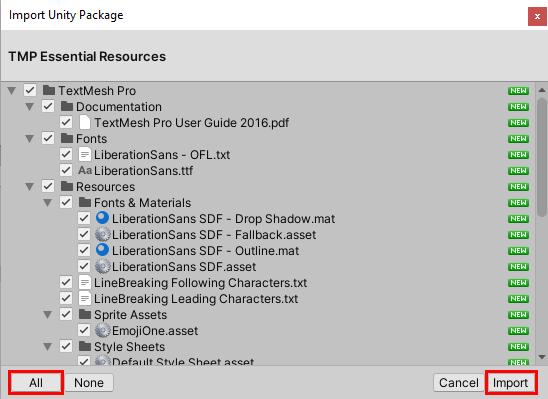 Import Unity Package x
TMP Essential Resources
TextMesh Pro NEW
Documentation NEW
TextMesh Pro User Guide 2016.pdf NEW
Fonts NEW
LiberationSans - OFL.txt NEW
Aa LiberationSans.ttf NEW
Resources NEW
Fonts & Materials NEW
LiberationSans SDF - Drop Shadow.mat NEW
LiberationSans SDF - Fallback.asset NEW
LiberationSans SDF - Outline.mat NEW
LiberationSans SDF.asset NEW
LineBreaking Following Characters.txt NEW
LineBreaking Leading Characters.txt NEW
Sprite Assets NEW
EmojiOne.asset NEW
Style Sheets NEW
Default Style Sheet.asset NEW
All None Cancel Import